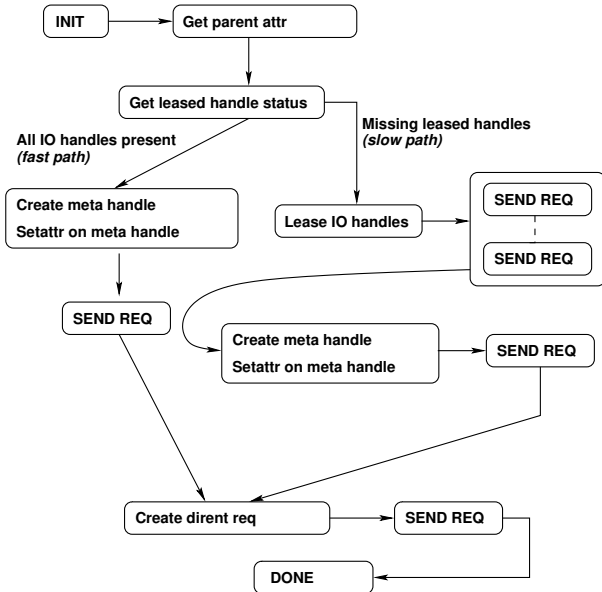 INIT
Get parent attr
Get leased handle status
All IO handles present
(fast path)
Missing leased handles
(slow path)
Create meta handle
Setattr on meta handle
Lease IO handles
SEND REQ
SEND REQ
SEND REQ
Create meta handle
Setattr on meta handle
SEND REQ
Create dirent req
SEND REQ
DONE